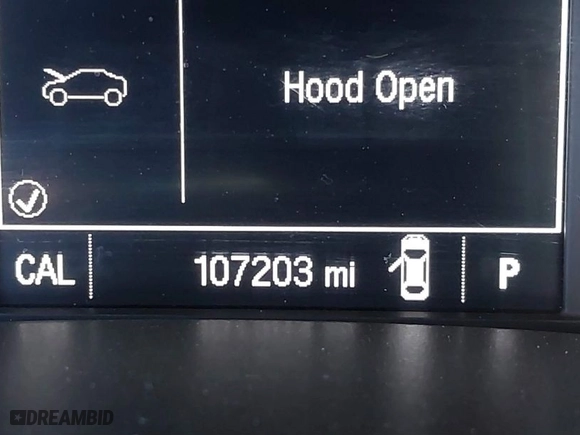 Hood Open
CAL 107203 mi P
DREAMBID